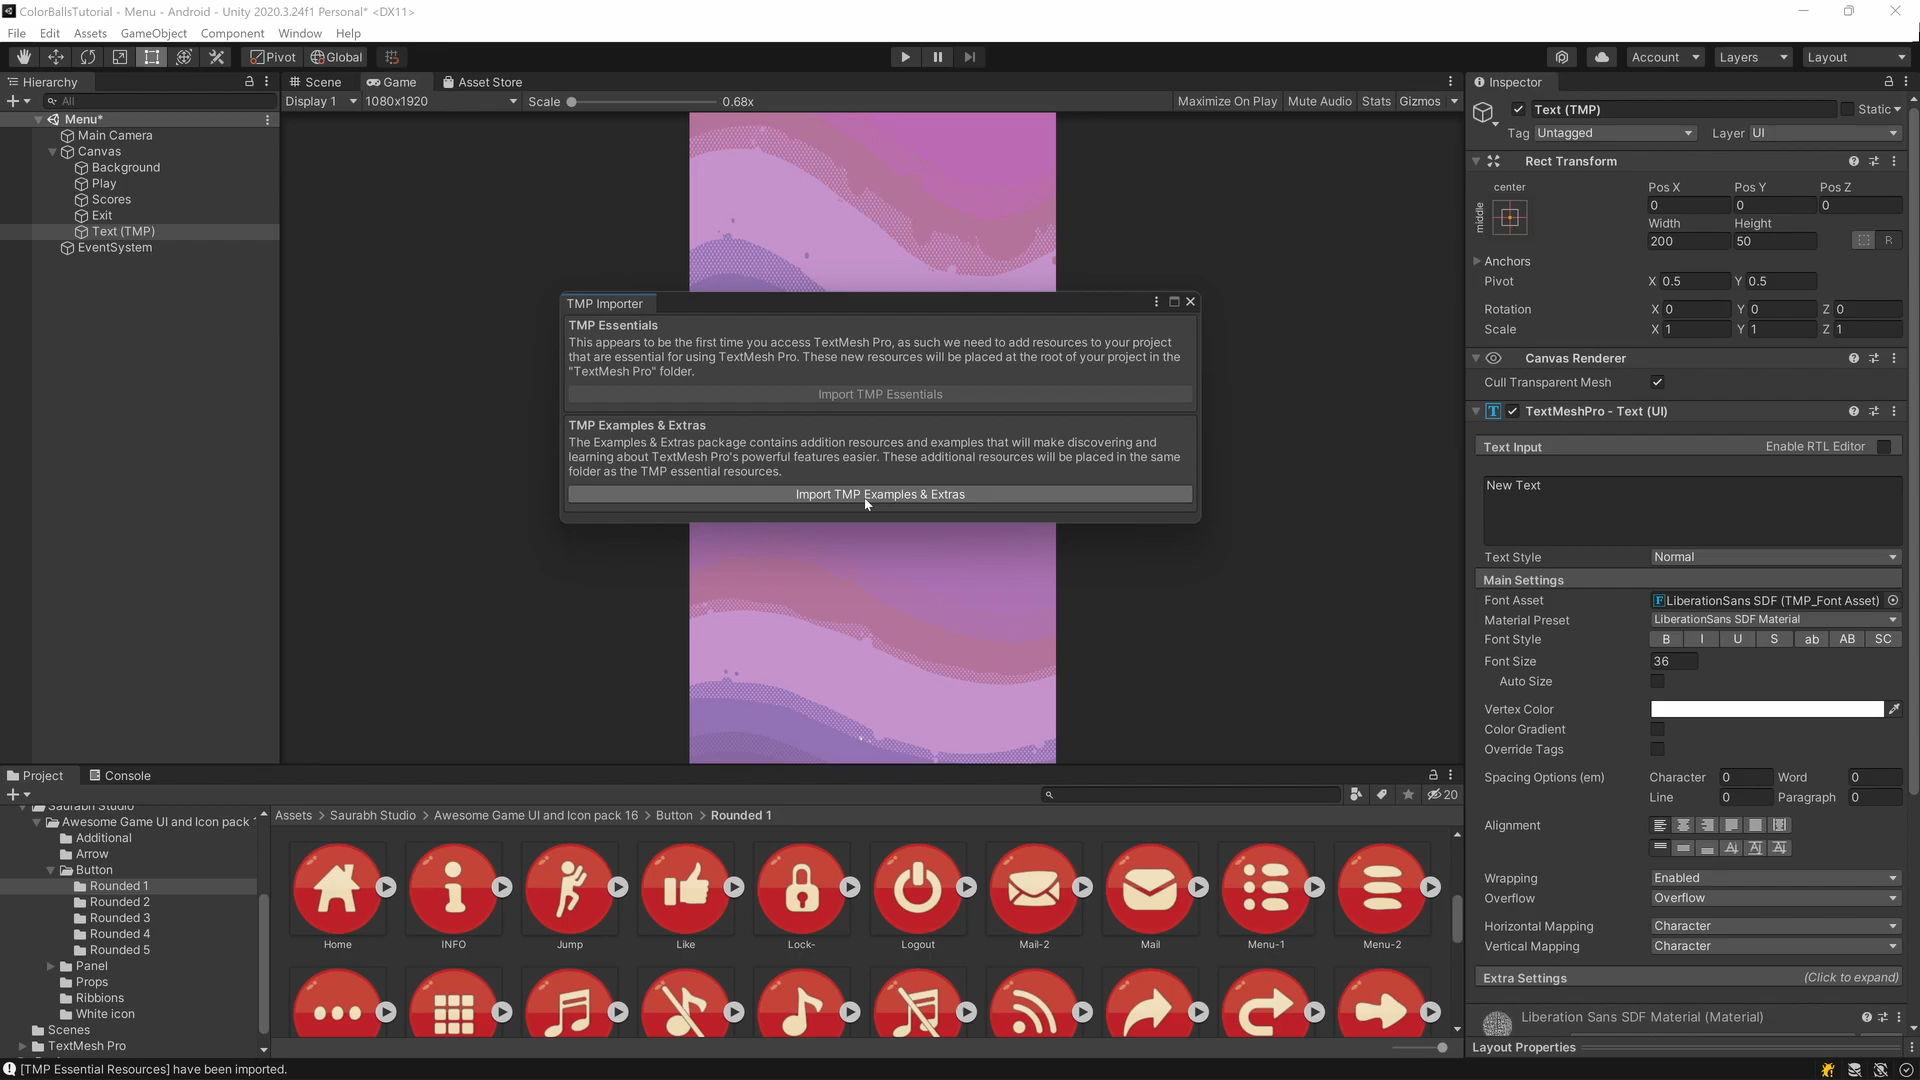 ColorBallsTutorial - Menu - Android - Unity 2020.3.24f1 Personal* <DX11>
File Edit Assets GameObject Component Window Help
Pivot Global Account Layers Layout
Hierarchy
All
Menu*
Main Camera
Canvas
Background
Play
Scores
Exit
Text (TMP)
EventSystem
Scene Game Asset Store
Display 1 1080x1920 Scale 0.68x Maximize On Play Mute Audio Stats Gizmos
TMP Importer
TMP Essentials
This appears to be the first time you access TextMesh Pro, as such we need to add resources to your project
that are essential for using TextMesh Pro. These new resources will be placed at the root of your project in the
"TextMesh Pro" folder.
Import TMP Essentials
TMP Examples & Extras
The Examples & Extras package contains addition resources and examples that will make discovering and
learning about TextMesh Pro's powerful features easier. These additional resources will be placed in the same
folder as the TMP essential resources.
Import TMP Examples & Extras
Inspector
Text (TMP) Static
Tag Untagged Layer UI
Rect Transform
center
middle
Pos X Pos Y Pos Z
0 0 0
Width Height
200 50 R
Anchors
Pivot X 0.5 Y 0.5
Rotation X 0 Y 0 Z 0
Scale X 1 Y 1 Z 1
Canvas Renderer
Cull Transparent Mesh
TextMeshPro - Text (UI)
Text Input Enable RTL Editor
New Text
Text Style Normal
Main Settings
Font Asset LiberationSans SDF (TMP_Font Asset)
Material Preset LiberationSans SDF Material
Font Style B I U S ab AB SC
Font Size 36
Auto Size
Vertex Color
Color Gradient
Override Tags
Spacing Options (em) Character 0 Word 0
Line 0 Paragraph 0
Alignment
Wrapping Enabled
Overflow Overflow
Horizontal Mapping Character
Vertical Mapping Character
Extra Settings (Click to expand)
Liberation Sans SDF Material (Material)
Layout Properties
Project Console
20
Saurabh Studio
Awesome Game UI and Icon pack
Additional
Arrow
Button
Rounded 1
Rounded 2
Rounded 3
Rounded 4
Rounded 5
Panel
Props
Ribbions
White icon
Scenes
TextMesh Pro
Assets > Saurabh Studio > Awesome Game UI and Icon pack 16 > Button > Rounded 1
Home INFO Jump Like Lock- Logout Mail-2 Mail Menu-1 Menu-2
[TMP Essential Resources] have been imported.